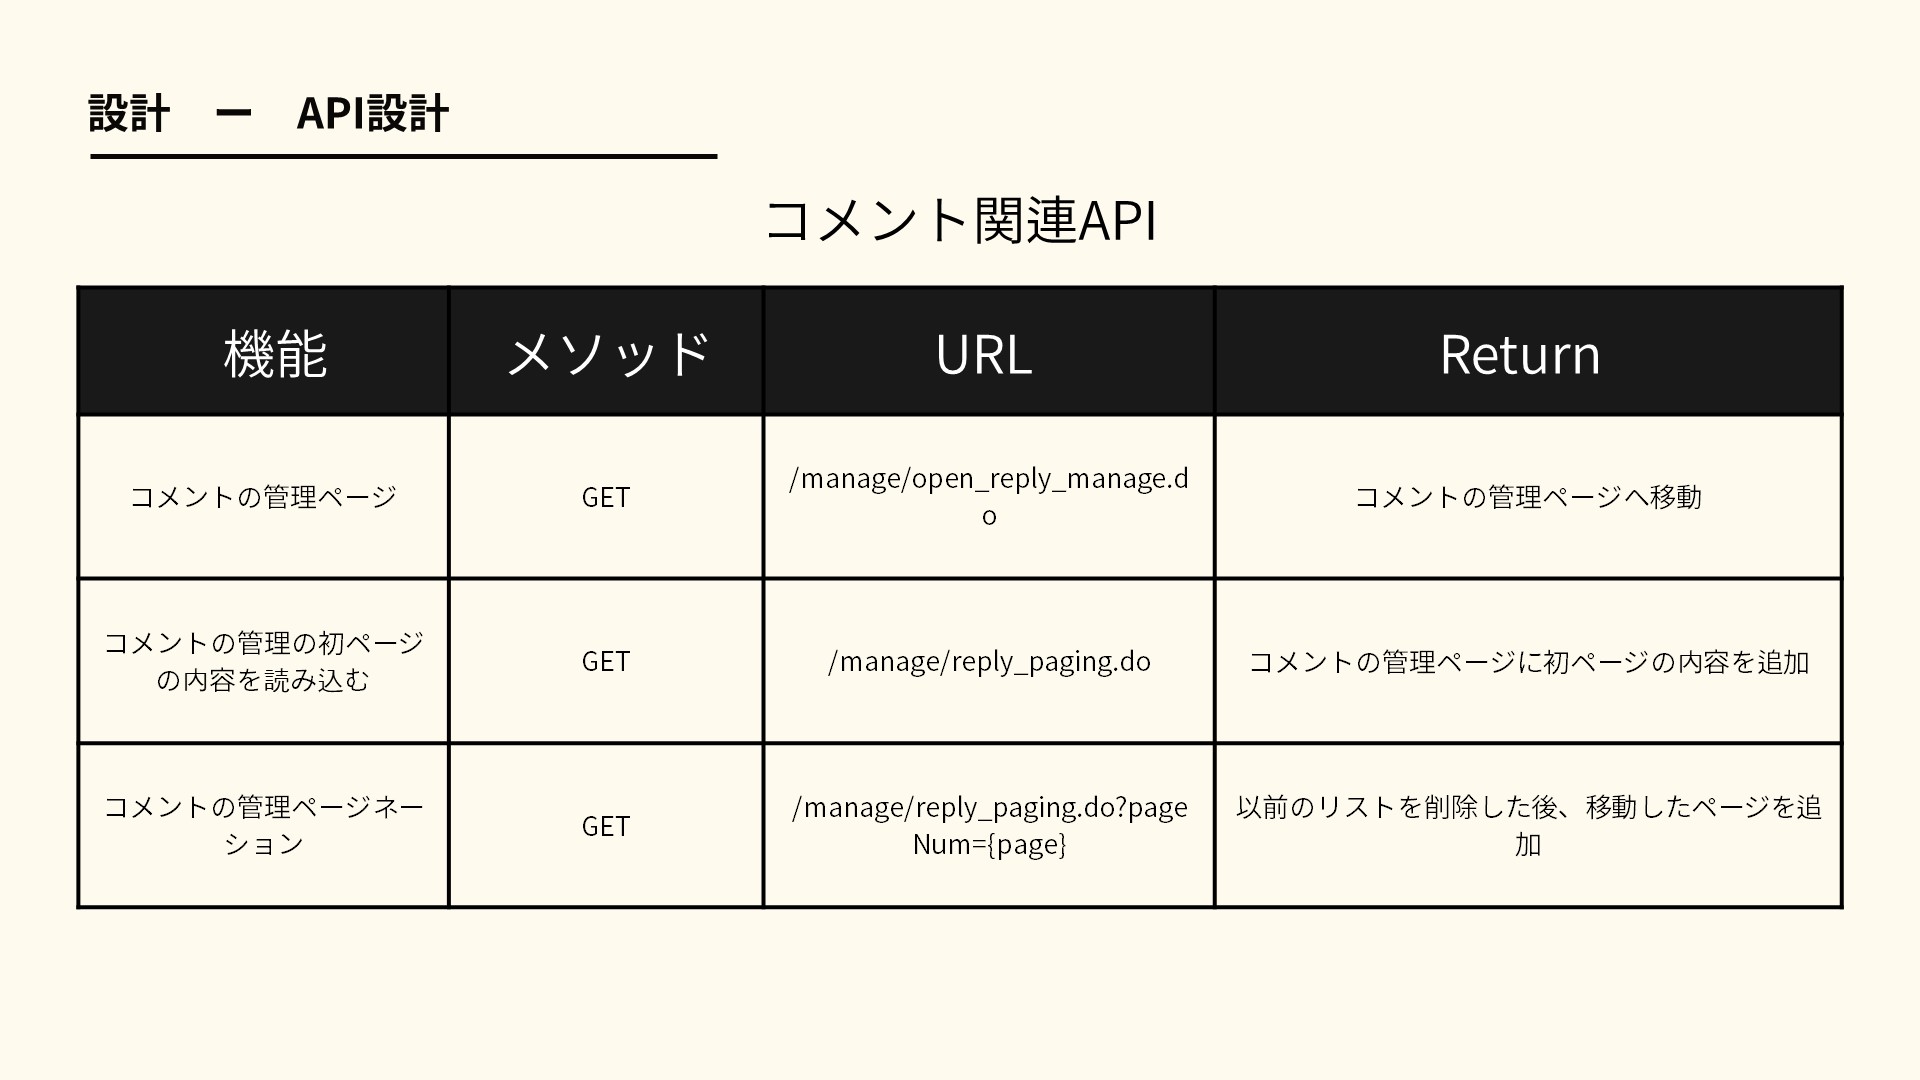 設計　ー　API設計
コメント関連API
機能
メソッド
URL
Return
コメントの管理ページ
GET
/manage/open_reply_manage.d
o
コメントの管理ページへ移動
コメントの管理の初ページ
の内容を読み込む
GET
/manage/reply_paging.do
コメントの管理ページに初ページの内容を追加
コメントの管理ページネー
ション
GET
/manage/reply_paging.do?page
Num={page}
以前のリストを削除した後、移動したページを追
加